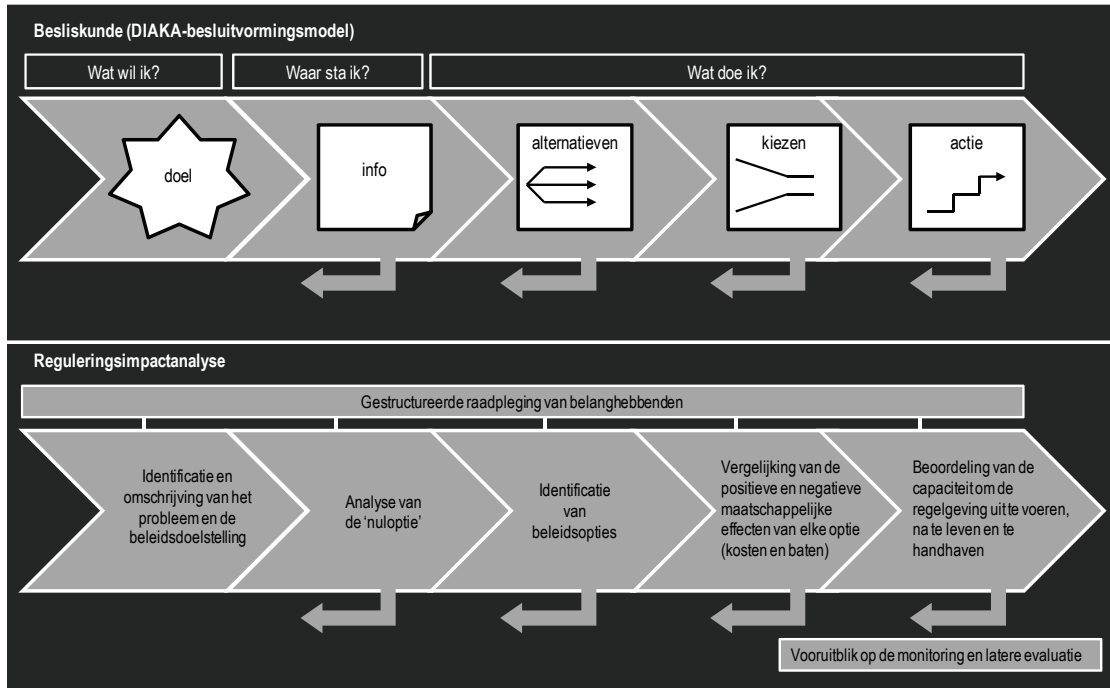 Besliskunde (DIAKA-besluitvormingsmodel)
Wat wil ik?
Waar sta ik?
Wat doe ik?
doel
info
alternatieven
kiezen
actie
Reguleringsimpactanalyse
Gestructureerde raadpleging van belanghebbenden
Identificatie en
omschrijving van het
probleem en de
beleidsdoelstelling
Analyse van
de ‘nuloptie’
Identificatie
van
beleidsopties
Vergelijking van de
positieve en negatieve
maatschappelijke
effecten van elke optie
(kosten en baten)
Beoordeling van de
capaciteit om de
regelgeving uit te voeren,
na te leven en te
handhaven
Vooruitblik op de monitoring en latere evaluatie